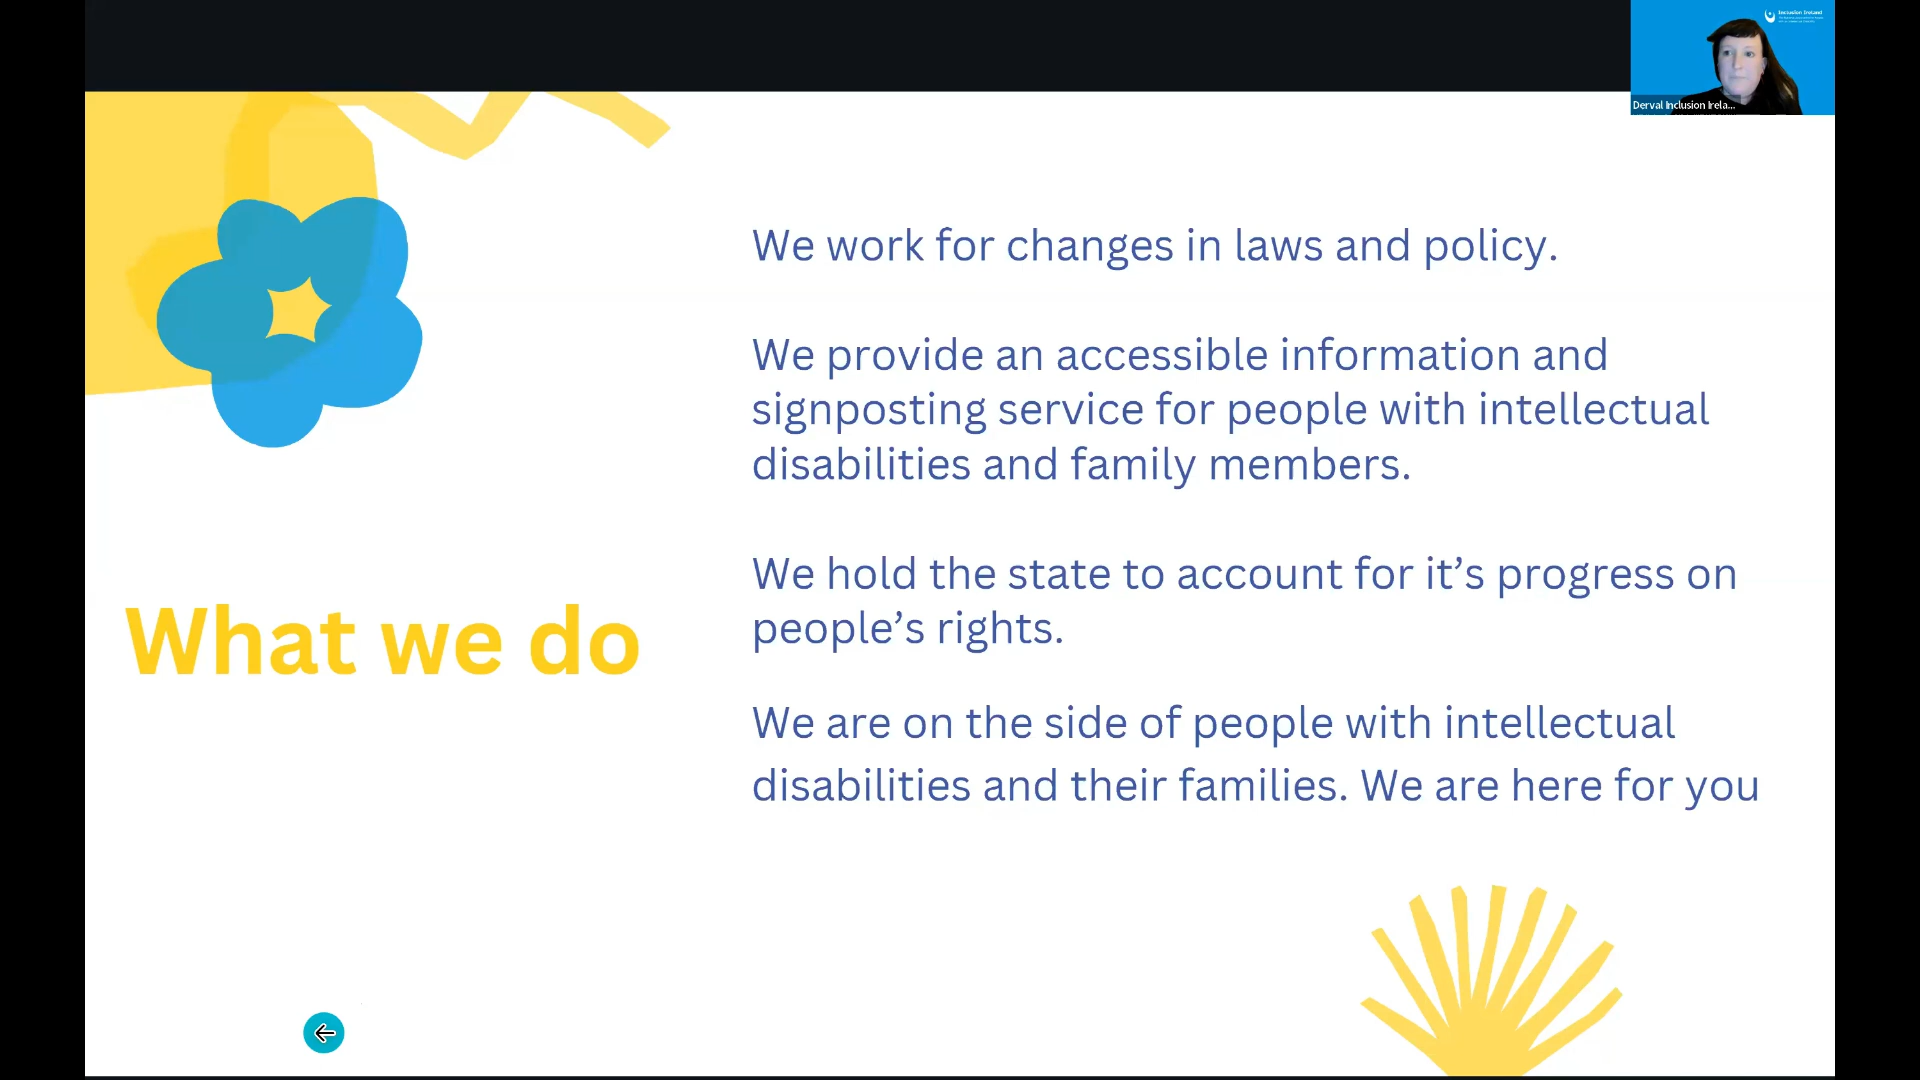 Inclusion Ireland
Derval Inclusion Irela...
We work for changes in laws and policy.
We provide an accessible information and
signposting service for people with intellectual
disabilities and family members.
We hold the state to account for it’s progress on
people’s rights.
What we do
We are on the side of people with intellectual
disabilities and their families. We are here for you